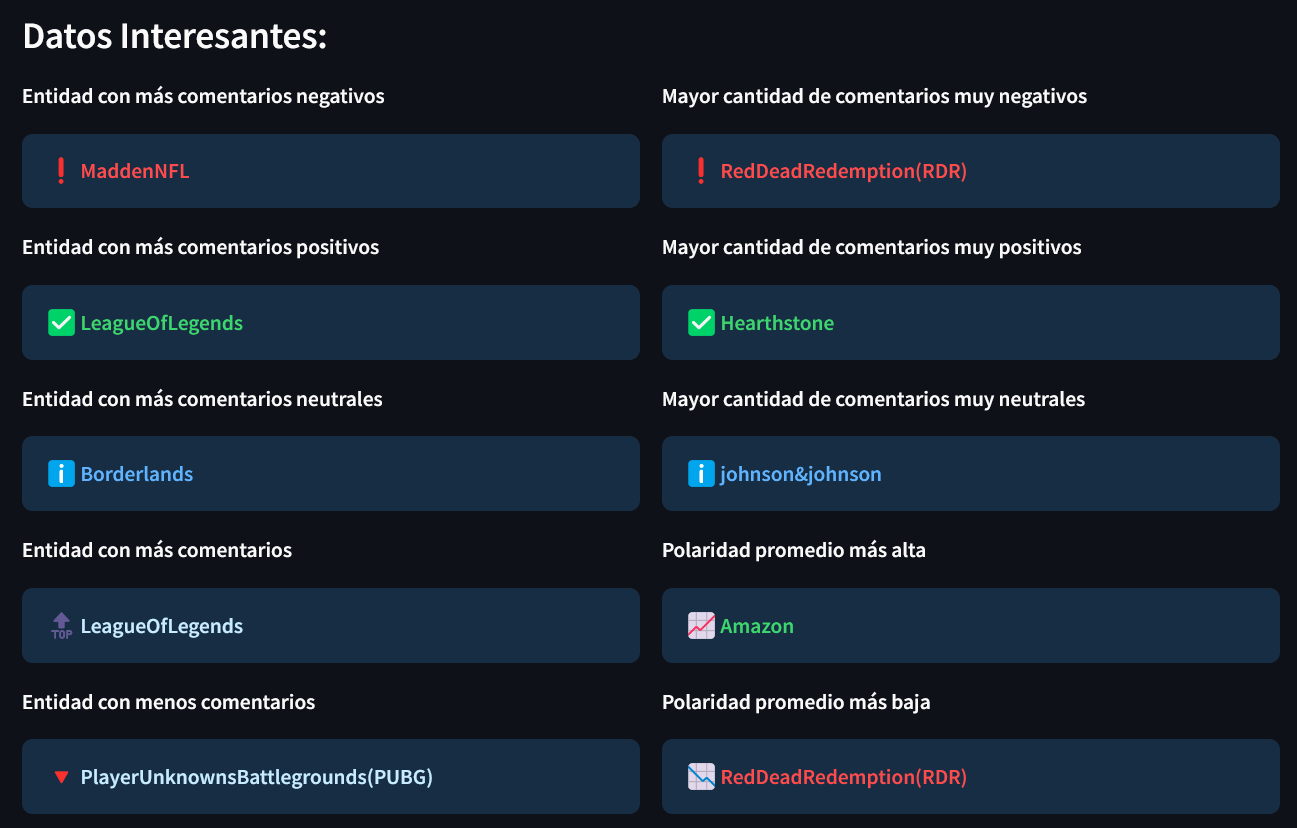 Datos Interesantes:
Entidad con más comentarios negativos
Mayor cantidad de comentarios muy negativos
❗ MaddenNFL
❗ RedDeadRedemption(RDR)
Entidad con más comentarios positivos
Mayor cantidad de comentarios muy positivos
✅ LeagueOfLegends
✅ Hearthstone
Entidad con más comentarios neutrales
Mayor cantidad de comentarios muy neutrales
ℹ️ Borderlands
ℹ️ johnson&johnson
Entidad con más comentarios
Polaridad promedio más alta
🔝 LeagueOfLegends
📈 Amazon
Entidad con menos comentarios
Polaridad promedio más baja
🔻 PlayerUnknownsBattlegrounds(PUBG)
📉 RedDeadRedemption(RDR)